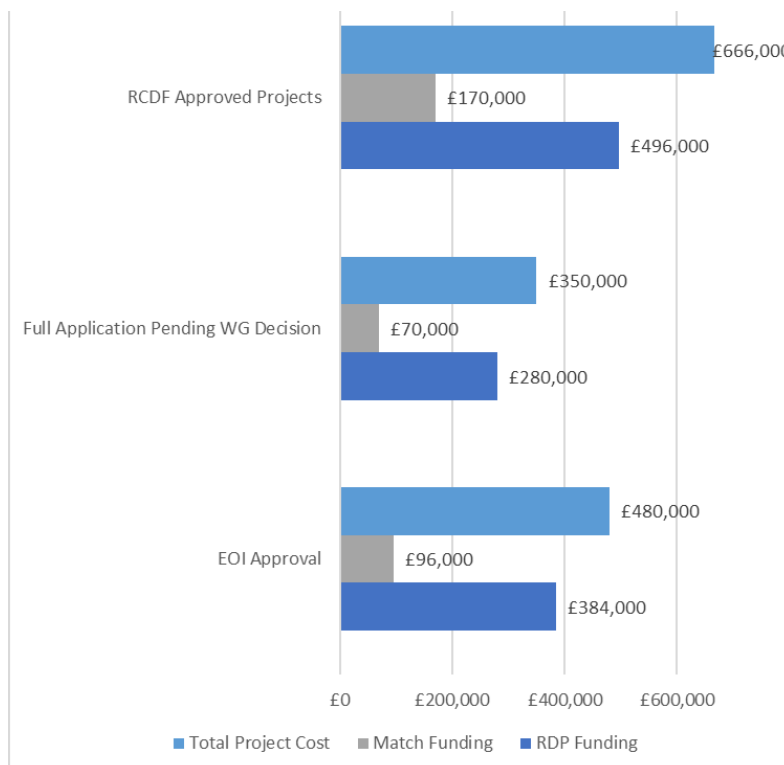 £666,000
RCDF Approved Projects
£170,000
£496,000
£350,000
Full Application Pending WG Decision
£70,000
£280,000
£480,000
EOI Approval
£96,000
£384,000
£0 £200,000 £400,000 £600,000
Total Project Cost Match Funding RDP Funding